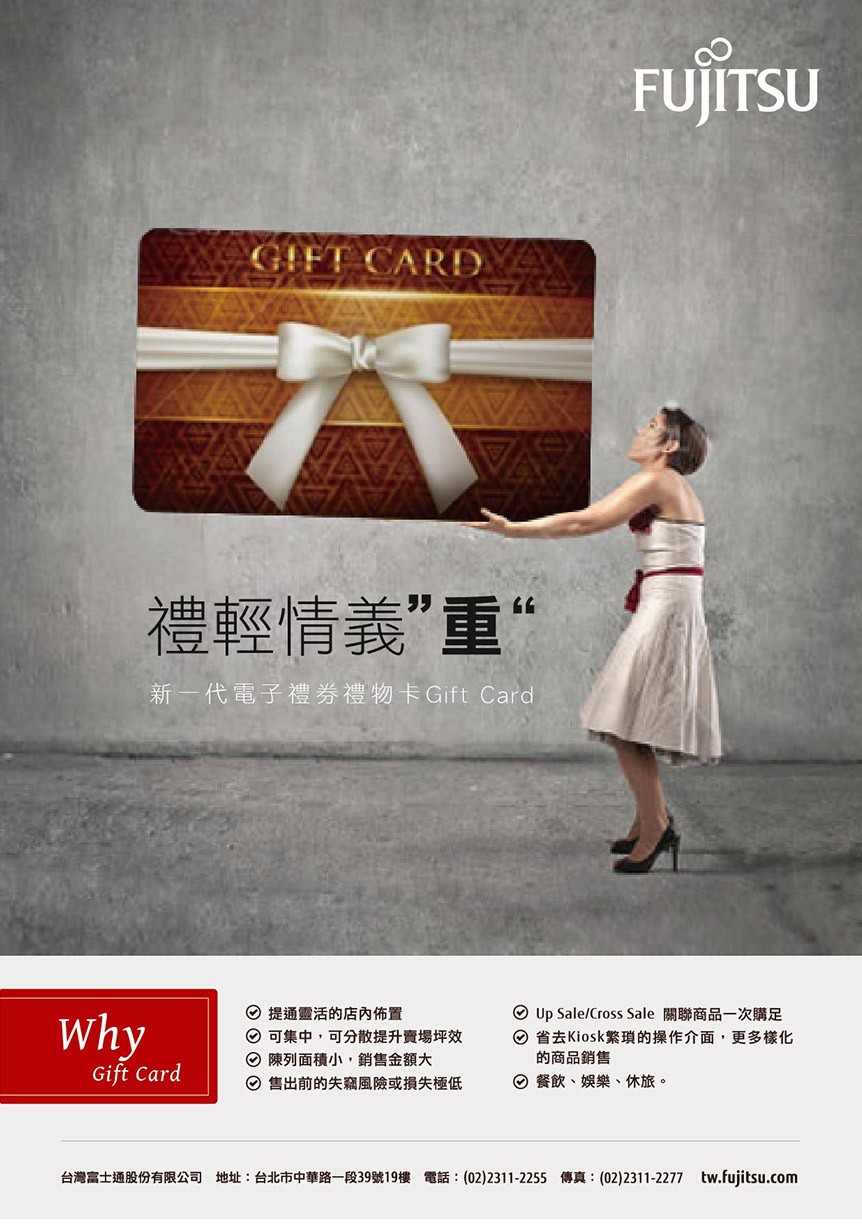 FUJITSU
GIFT CARD
禮輕情義”重“
新一代電子禮券禮物卡Gift Card
Why
Gift Card
提通靈活的店內佈置
可集中，可分散提升賣場坪效
陳列面積小，銷售金額大
售出前的失竊風險或損失極低
Up Sale/Cross Sale 關聯商品一次購足
省去Kiosk繁瑣的操作介面，更多樣化
的商品銷售
餐飲、娛樂、休旅。
台灣富士通股份有限公司 地址：台北市中華路一段39號19樓 電話：(02)2311-2255 傳真：(02)2311-2277 tw.fujitsu.com